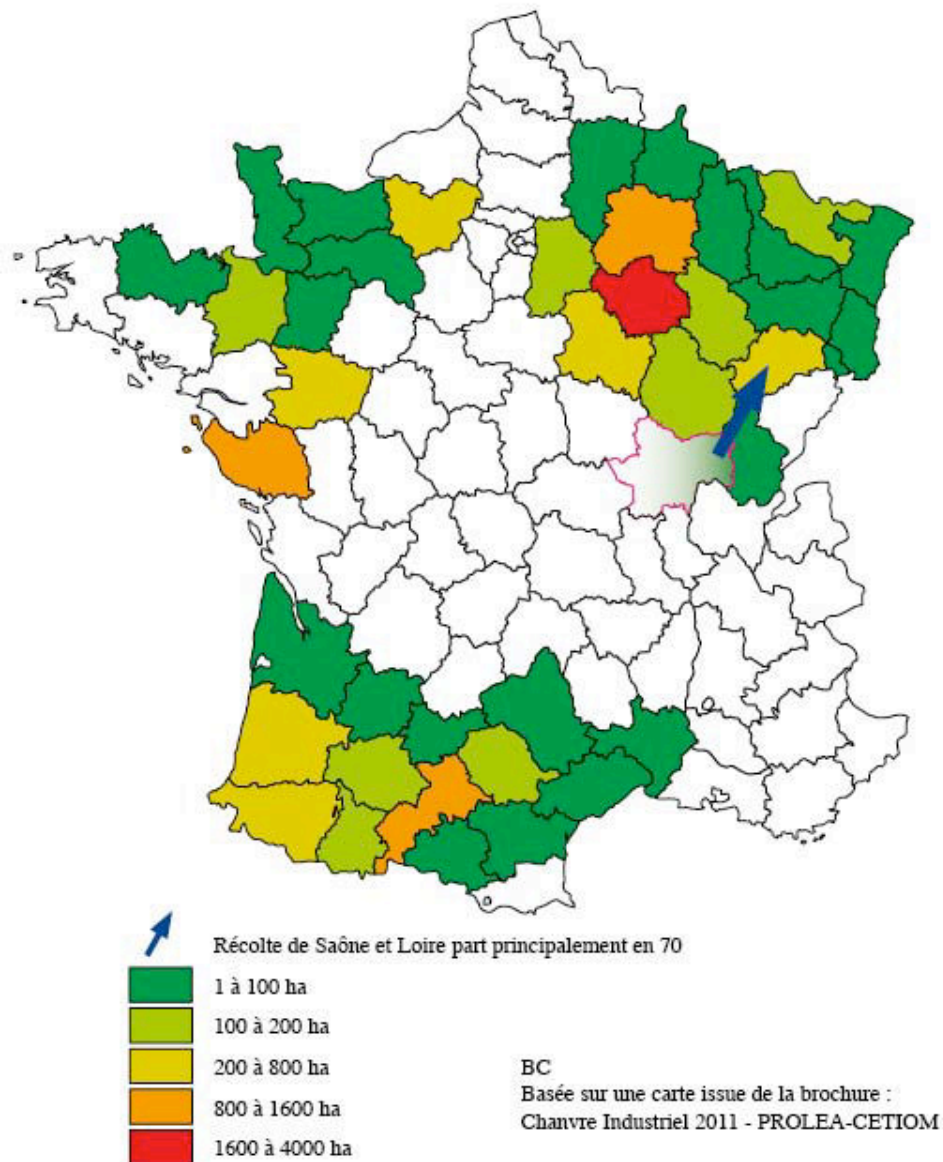 Récolte de Saône et Loire part principalement en 70
1 à 100 ha
100 à 200 ha
200 à 800 ha
800 à 1600 ha
1600 à 4000 ha
BC
Basée sur une carte issue de la brochure :
Chanvre Industriel 2011 - PROLEA-CETIOM